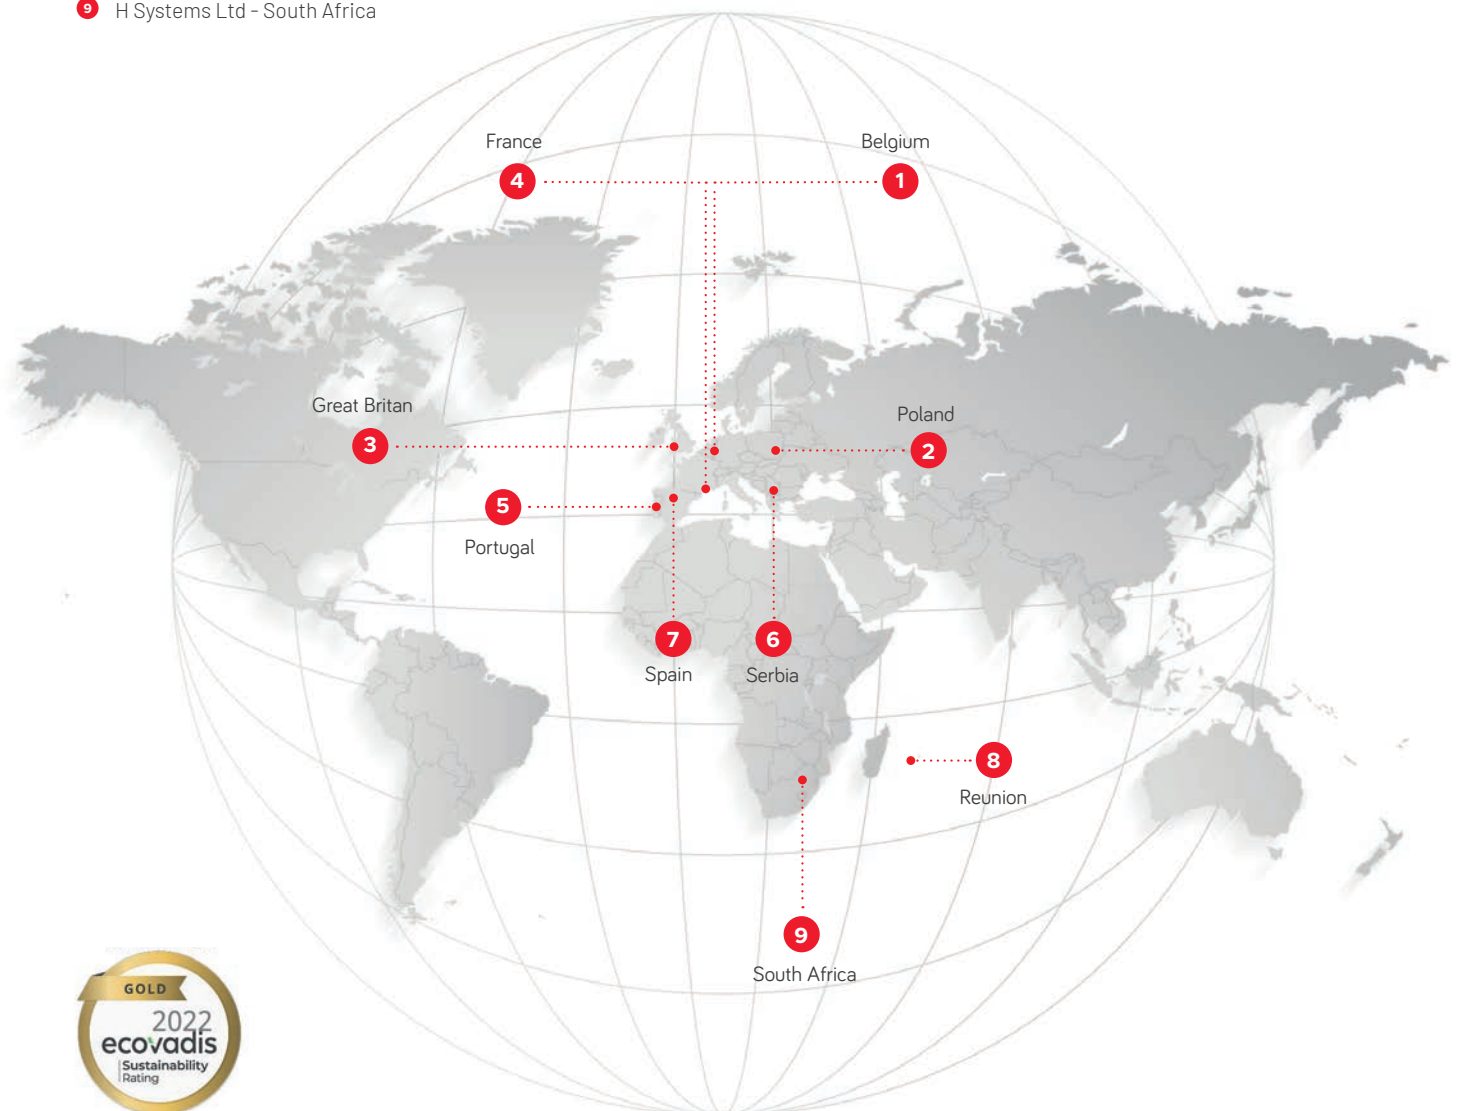 9 H Systems Ltd - South Africa
France
Belgium
4
1
Great Britan
Poland
3
2
5
Portugal
7
6
Spain
Serbia
8
Reunion
9
South Africa
GOLD
2022
ecovadis
Sustainability
Rating